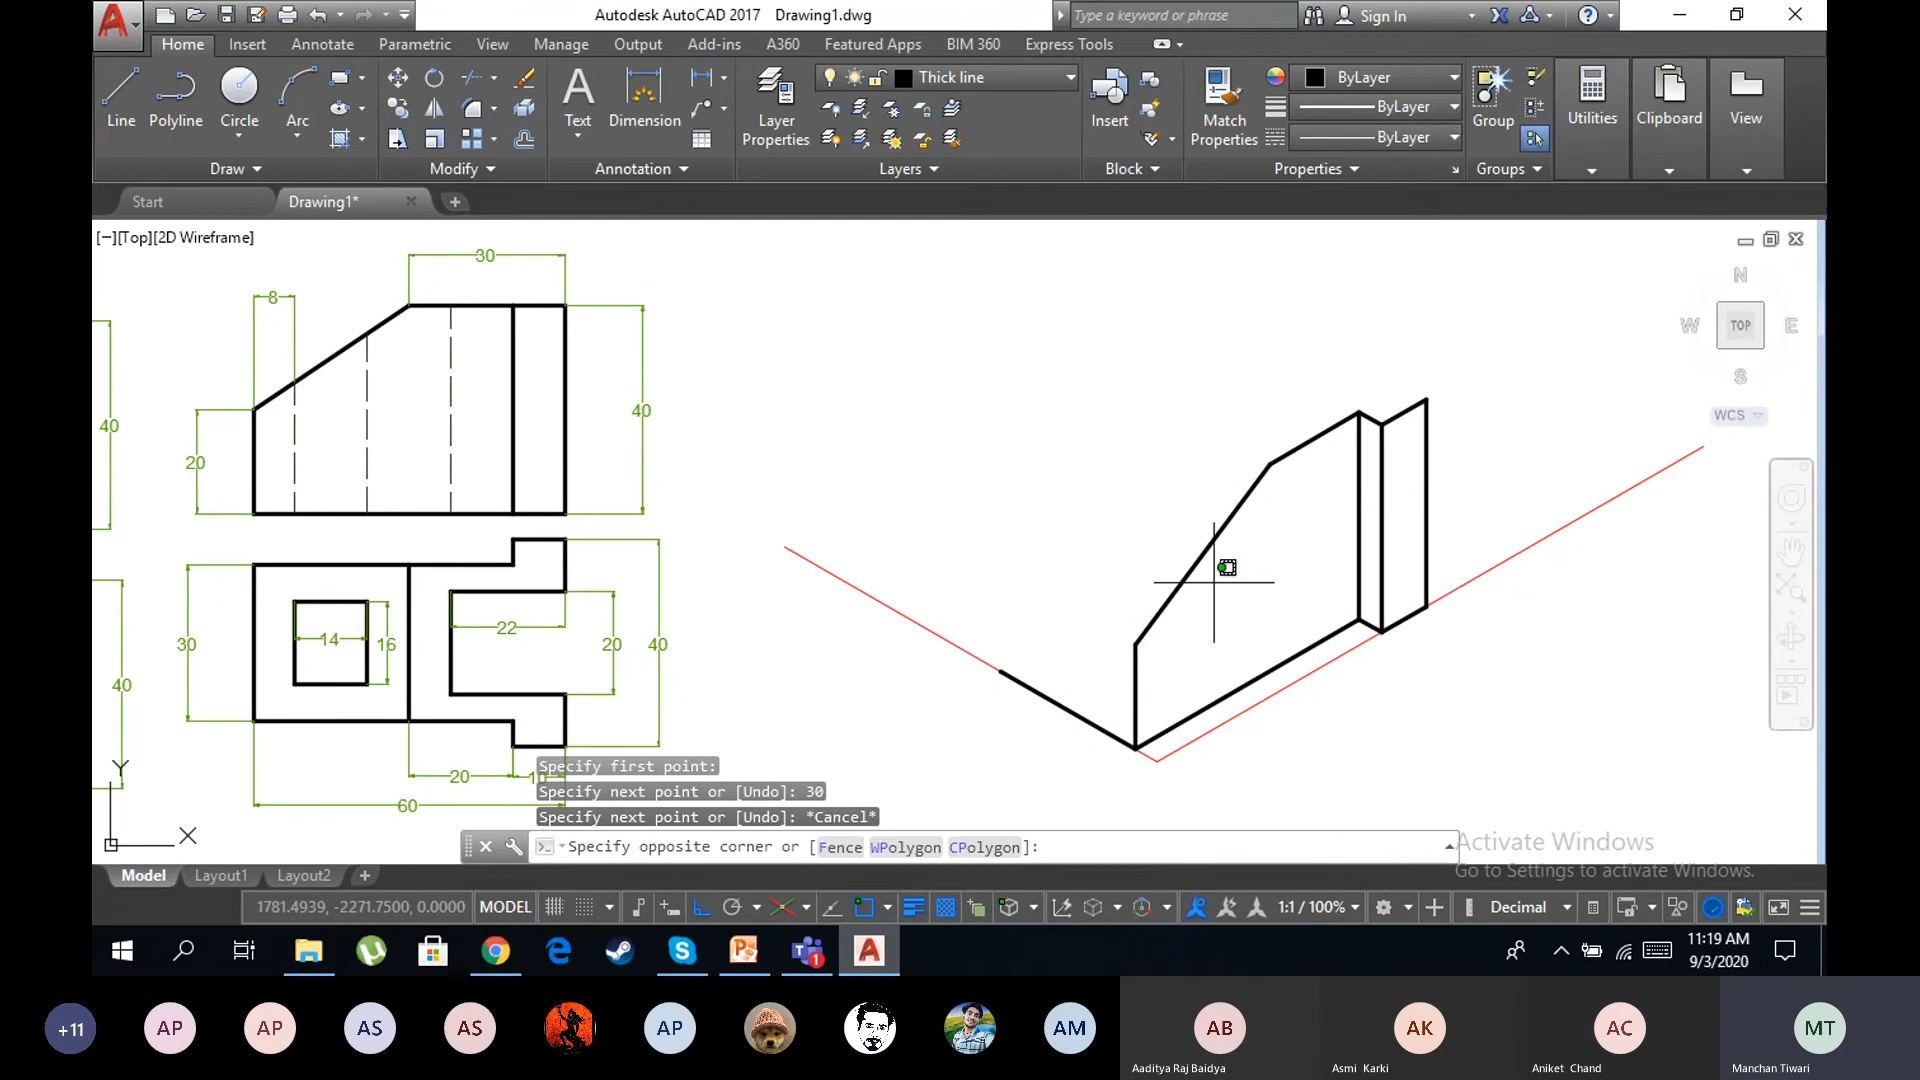 Autodesk AutoCAD 2017 Drawing1.dwg
Type a keyword or phrase
Sign In
Home Insert Annotate Parametric View Manage Output Add-ins A360 Featured Apps BIM 360 Express Tools
Line Polyline Circle Arc
Text Dimension
Layer Properties
Thick line
Insert
Match Properties
ByLayer
ByLayer
ByLayer
Group Utilities Clipboard View
Draw Modify Annotation Layers Block Properties Groups
Start Drawing1*
[−][Top][2D Wireframe]
N
W TOP E
S
WCS
30
8
40
40
20
40
30
14
16
22
20
40
20
10
60
Y
X
Specify first point:
Specify next point or [Undo]: 30
Specify next point or [Undo]: *Cancel*
Specify opposite corner or [Fence WPolygon CPolygon]:
Activate Windows
Go to Settings to activate Windows.
Model Layout1 Layout2
1781.4939, -2271.7500, 0.0000 MODEL 1:1 / 100% Decimal
11:19 AM
9/3/2020
1
+11 AP AP AS AS AP AM AB AK AC MT
Aaditya Raj Baidya Asmi Karki Aniket Chand Manchan Tiwari